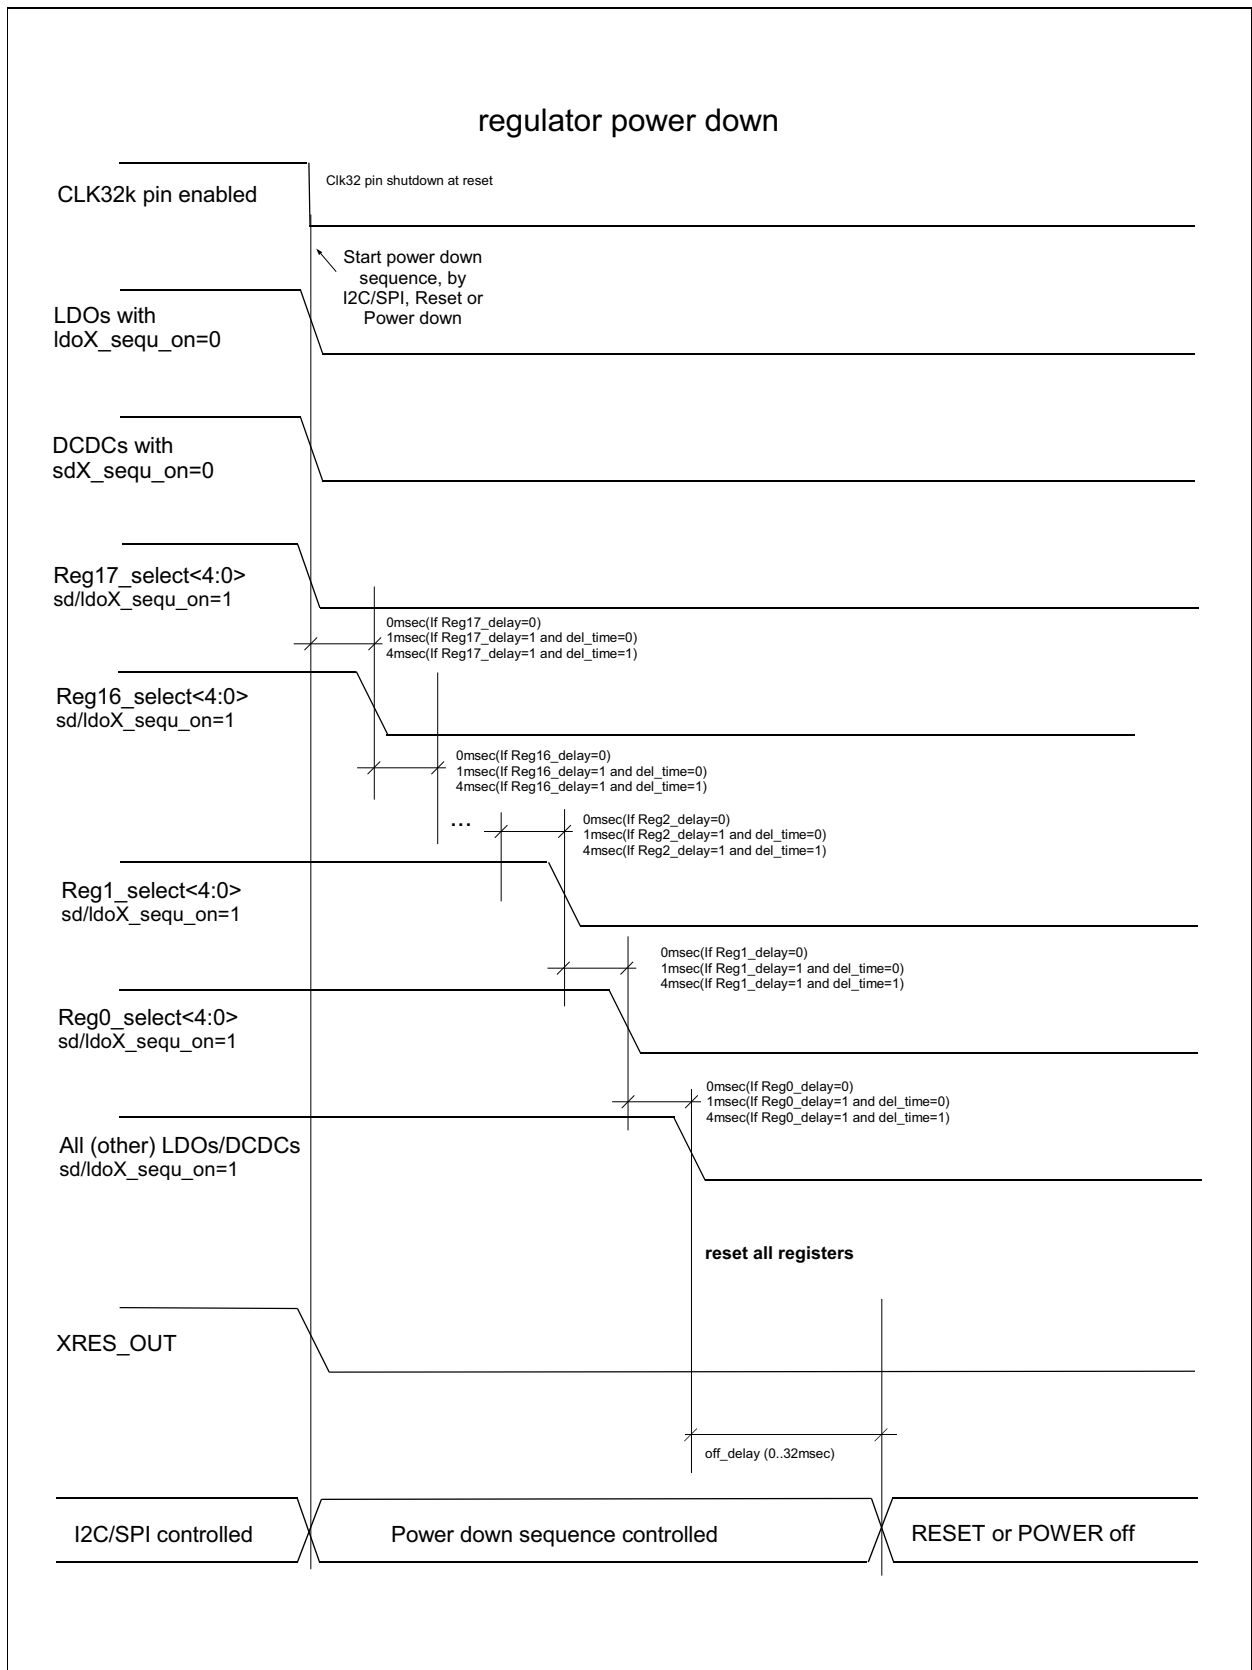 regulator power down
CLK32k pin enabled
Clk32 pin shutdown at reset
Start power down
sequence, by
I2C/SPI, Reset or
Power down
LDOs with
ldoX_sequ_on=0
DCDCs with
sdX_sequ_on=0
Reg17_select<4:0>
sd/ldoX_sequ_on=1
0msec(If Reg17_delay=0)
1msec(If Reg17_delay=1 and del_time=0)
4msec(If Reg17_delay=1 and del_time=1)
Reg16_select<4:0>
sd/ldoX_sequ_on=1
0msec(If Reg16_delay=0)
1msec(If Reg16_delay=1 and del_time=0)
4msec(If Reg16_delay=1 and del_time=1)
...
0msec(If Reg2_delay=0)
1msec(If Reg2_delay=1 and del_time=0)
4msec(If Reg2_delay=1 and del_time=1)
Reg1_select<4:0>
sd/ldoX_sequ_on=1
0msec(If Reg1_delay=0)
1msec(If Reg1_delay=1 and del_time=0)
4msec(If Reg1_delay=1 and del_time=1)
Reg0_select<4:0>
sd/ldoX_sequ_on=1
0msec(If Reg0_delay=0)
1msec(If Reg0_delay=1 and del_time=0)
4msec(If Reg0_delay=1 and del_time=1)
All (other) LDOs/DCDCs
sd/ldoX_sequ_on=1
reset all registers
XRES_OUT
off_delay (0..32msec)
I2C/SPI controlled
Power down sequence controlled
RESET or POWER off